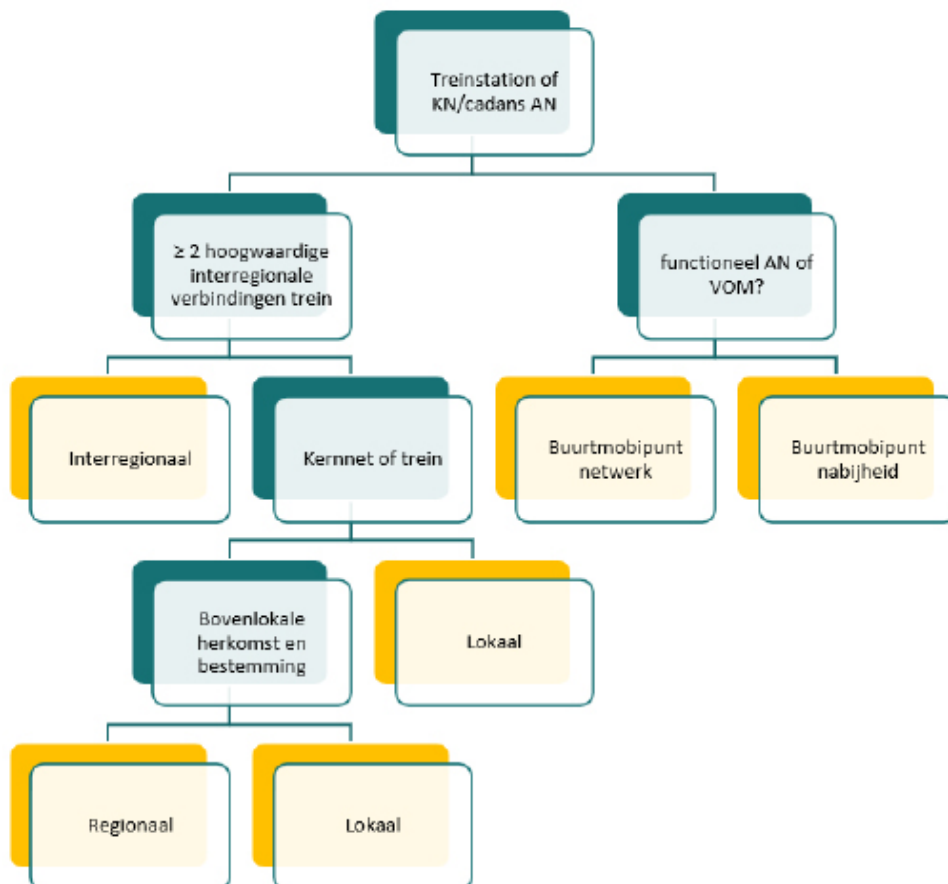 Treinstation of
KN/cadans AN
≥ 2 hoogwaardige
interregionale
verbindingen trein
functioneel AN of
VOM?
Interregionaal
Kernnet of trein
Buurtmobipunt
netwerk
Buurtmobipunt
nabijheid
Bovenlokale
herkomst en
bestemming
Lokaal
Regionaal
Lokaal